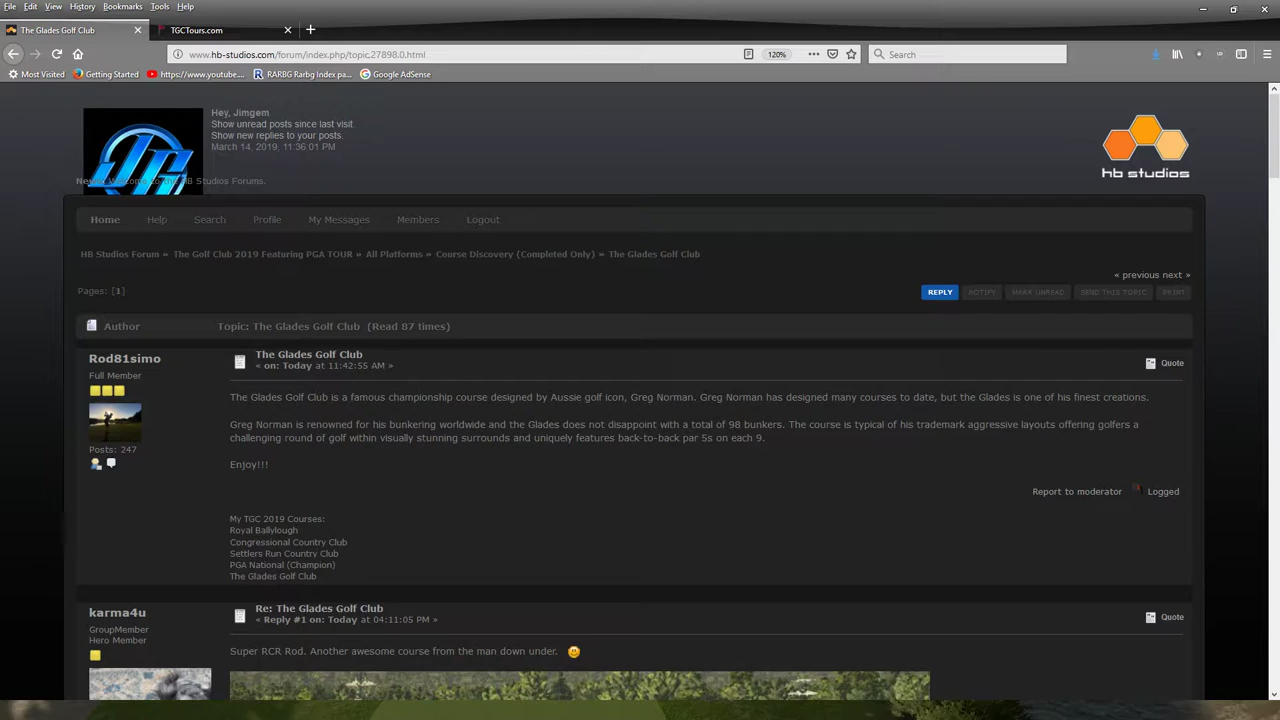 File Edit View History Bookmarks Tools Help
The Glades Golf Club TGCTours.com
www.hb-studios.com/forum/index.php/topic,27898.0.html 120% Search
Most Visited Getting Started https://www.youtube.... RARBG Rarbg Index pa... Google AdSense
Hey, Jimgem
Show unread posts since last visit.
Show new replies to your posts.
March 14, 2019, 11:36:01 PM
hb studios
HB Studios Forums.
Home Help Search Profile My Messages Members Logout
HB Studios Forum » The Golf Club 2019 Featuring PGA TOUR » All Platforms » Course Discovery (Completed Only) » The Glades Golf Club
« previous next »
Pages: [1]
REPLY NOTIFY MARK UNREAD SEND THIS TOPIC PRINT
Author Topic: The Glades Golf Club (Read 87 times)
Rod81simo
Full Member
Posts: 247
The Glades Golf Club
« on: Today at 11:42:55 AM »
Quote
The Glades Golf Club is a famous championship course designed by Aussie golf icon, Greg Norman. Greg Norman has designed many courses to date, but the Glades is one of his finest creations.
Greg Norman is renowned for his bunkering worldwide and the Glades does not disappoint with a total of 98 bunkers. The course is typical of his trademark aggressive layouts offering golfers a
challenging round of golf within visually stunning surrounds and uniquely features back-to-back par 5s on each 9.
Enjoy!!!
Report to moderator Logged
My TGC 2019 Courses:
Royal Ballylough
Congressional Country Club
Settlers Run Country Club
PGA National (Champion)
The Glades Golf Club
karma4u
GroupMember
Hero Member
Re: The Glades Golf Club
« Reply #1 on: Today at 04:11:05 PM »
Quote
Super RCR Rod. Another awesome course from the man down under.